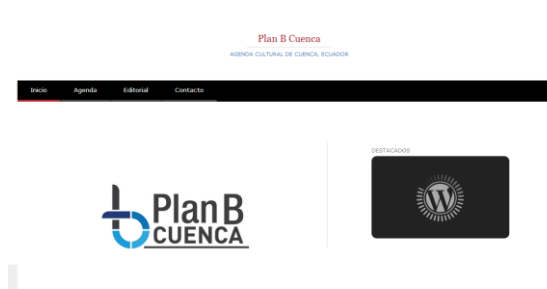 Plan B Cuenca
AGENDA CULTURAL DE CUENCA, ECUADOR
Inicio Agenda Editorial Contacto
DESTACADOS
Plan B
CUENCA